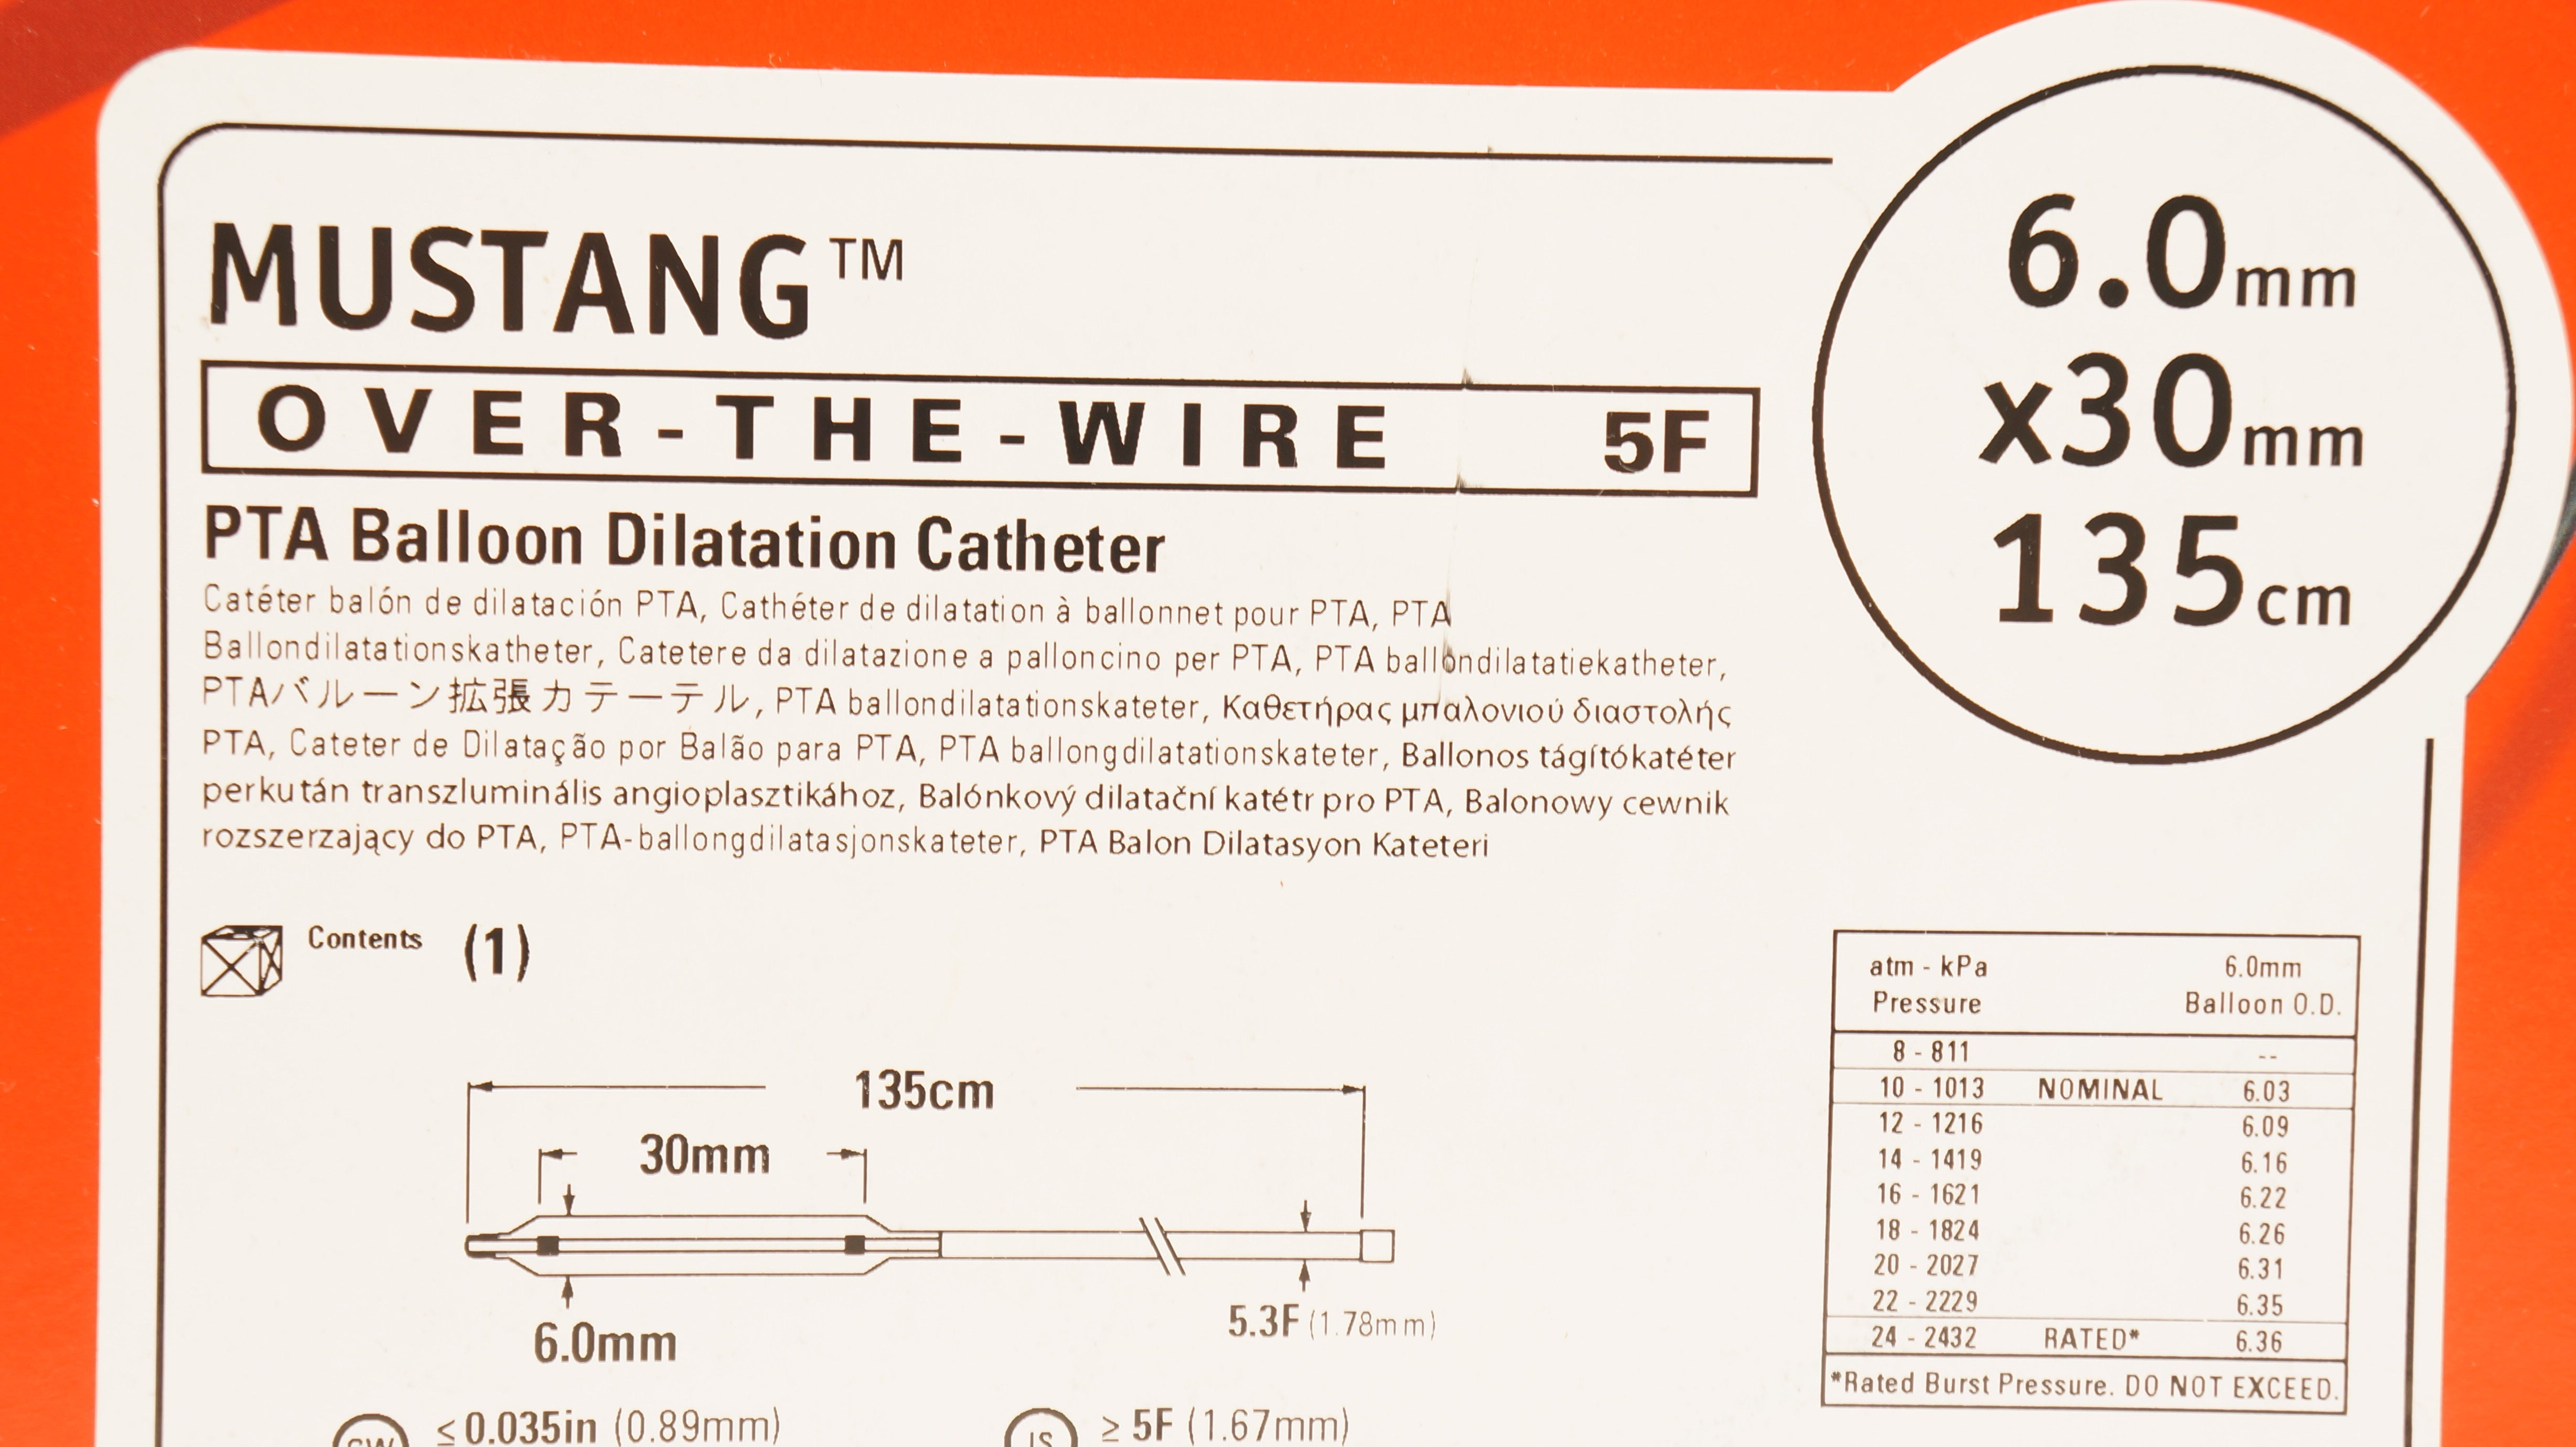 MUSTANG™
OVER-THE-WIRE 5F
6.0mm
x30mm
135cm
PTA Balloon Dilatation Catheter
Catéter balón de dilatación PTA, Cathéter de dilatation à ballonnet pour PTA, PTA
Ballondilatationskatheter, Catetere da dilatazione a palloncino per PTA, PTA ballondilatatiekatheter,
PTAバルーン拡張カテーテル, PTA ballondilatationskateter, Καθετήρας μπαλονιού διαστολής
PTA, Cateter de Dilatação por Balão para PTA, PTA ballongdilatationskateter, Ballonos tágítókatéter
perkután transzluminális angioplasztikához, Balónkový dilatační katétr pro PTA, Balonowy cewnik
rozszerzający do PTA, PTA-ballongdilatasjonskateter, PTA Balon Dilatasyon Kateteri
Contents (1)
135cm
30mm
6.0mm
5.3F (1.78mm)
GW ≤ 0.035in (0.89mm)
IS ≥ 5F (1.67mm)
atm - kPa 6.0mm
Pressure Balloon O.D.
8 - 811 --
10 - 1013 NOMINAL 6.03
12 - 1216 6.09
14 - 1419 6.16
16 - 1621 6.22
18 - 1824 6.26
20 - 2027 6.31
22 - 2229 6.35
24 - 2432 RATED* 6.36
*Rated Burst Pressure. DO NOT EXCEED.